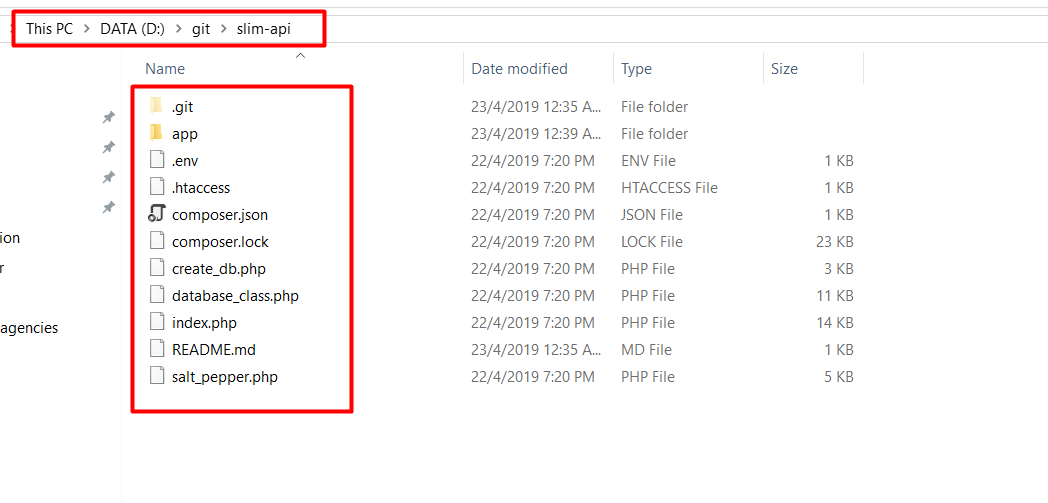 This PC > DATA (D:) > git > slim-api
Name Date modified Type Size
.git 23/4/2019 12:35 A... File folder
app 23/4/2019 12:39 A... File folder
.env 22/4/2019 7:20 PM ENV File 1 KB
.htaccess 22/4/2019 7:20 PM HTACCESS File 1 KB
composer.json 22/4/2019 7:20 PM JSON File 1 KB
ion composer.lock 22/4/2019 7:20 PM LOCK File 23 KB
r create_db.php 22/4/2019 7:20 PM PHP File 3 KB
database_class.php 22/4/2019 7:20 PM PHP File 11 KB
agencies index.php 22/4/2019 7:20 PM PHP File 14 KB
README.md 23/4/2019 12:35 A... MD File 1 KB
salt_pepper.php 22/4/2019 7:20 PM PHP File 5 KB